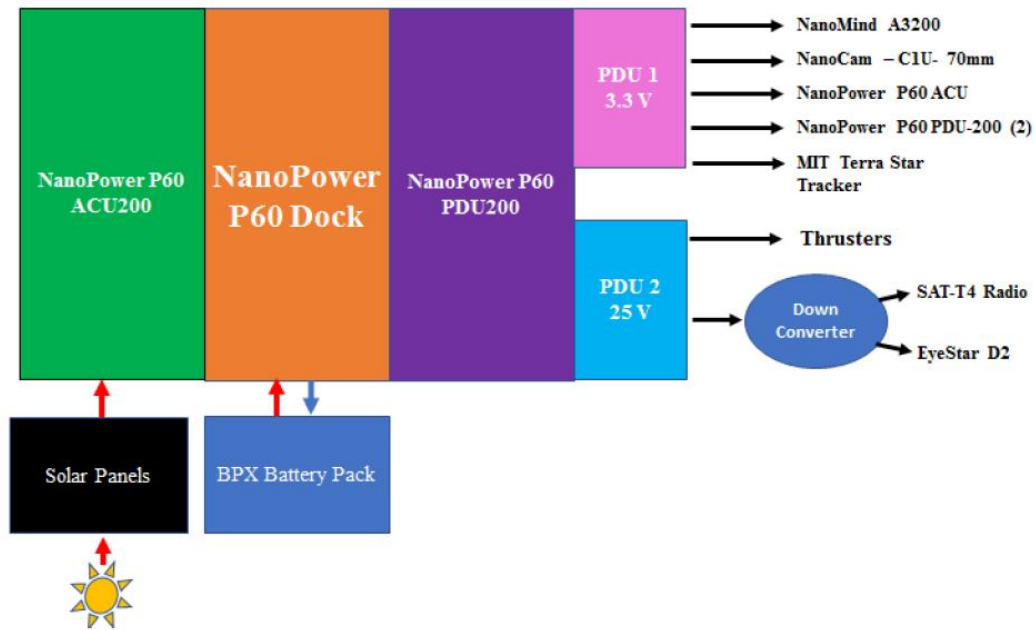 NanoPower P60
ACU200
NanoPower
P60 Dock
NanoPower P60
PDU200
PDU 1
3.3 V
NanoMind A3200
NanoCam – C1U- 70mm
NanoPower P60 ACU
NanoPower P60 PDU-200 (2)
MIT Terra Star
Tracker
PDU 2
25 V
Thrusters
Down
Converter
SAT-T4 Radio
EyeStar D2
Solar Panels
BPX Battery Pack